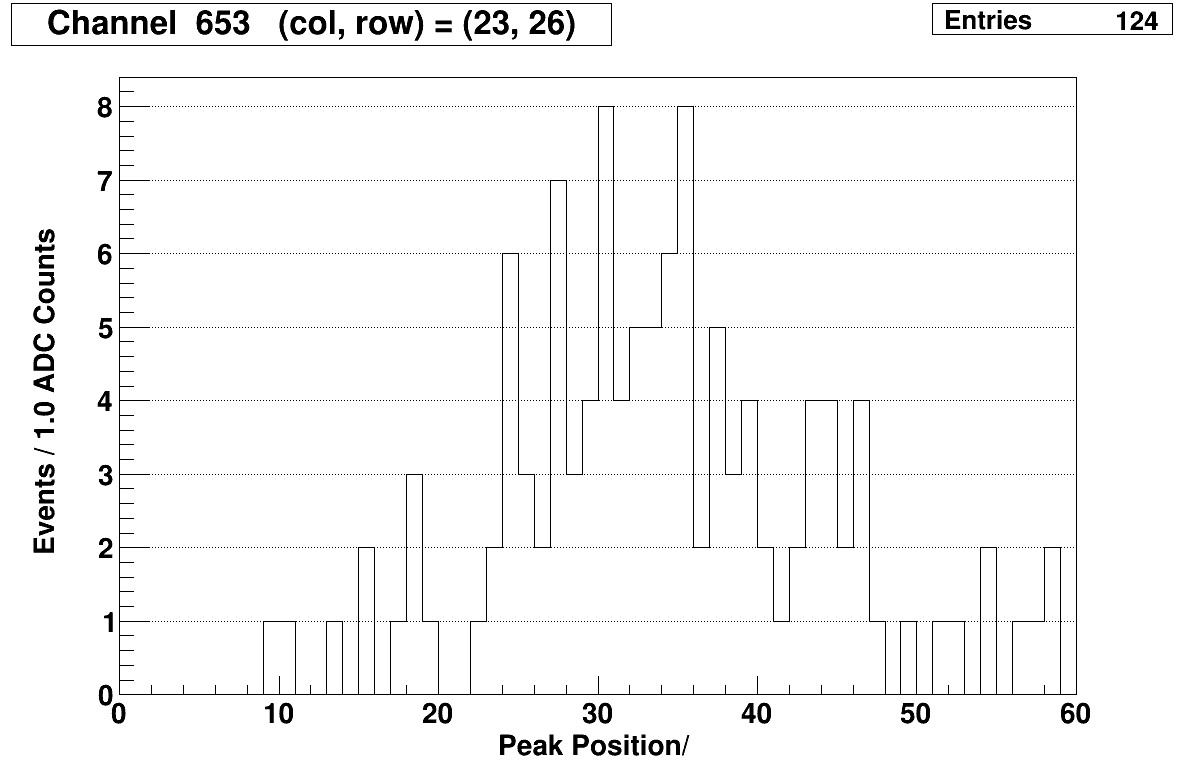 Channel 653 (col, row) = (23, 26)
Entries 124
Events / 1.0 ADC Counts
8
7
6
5
4
3
2
1
0
0 10 20 30 40 50 60
Peak Position/